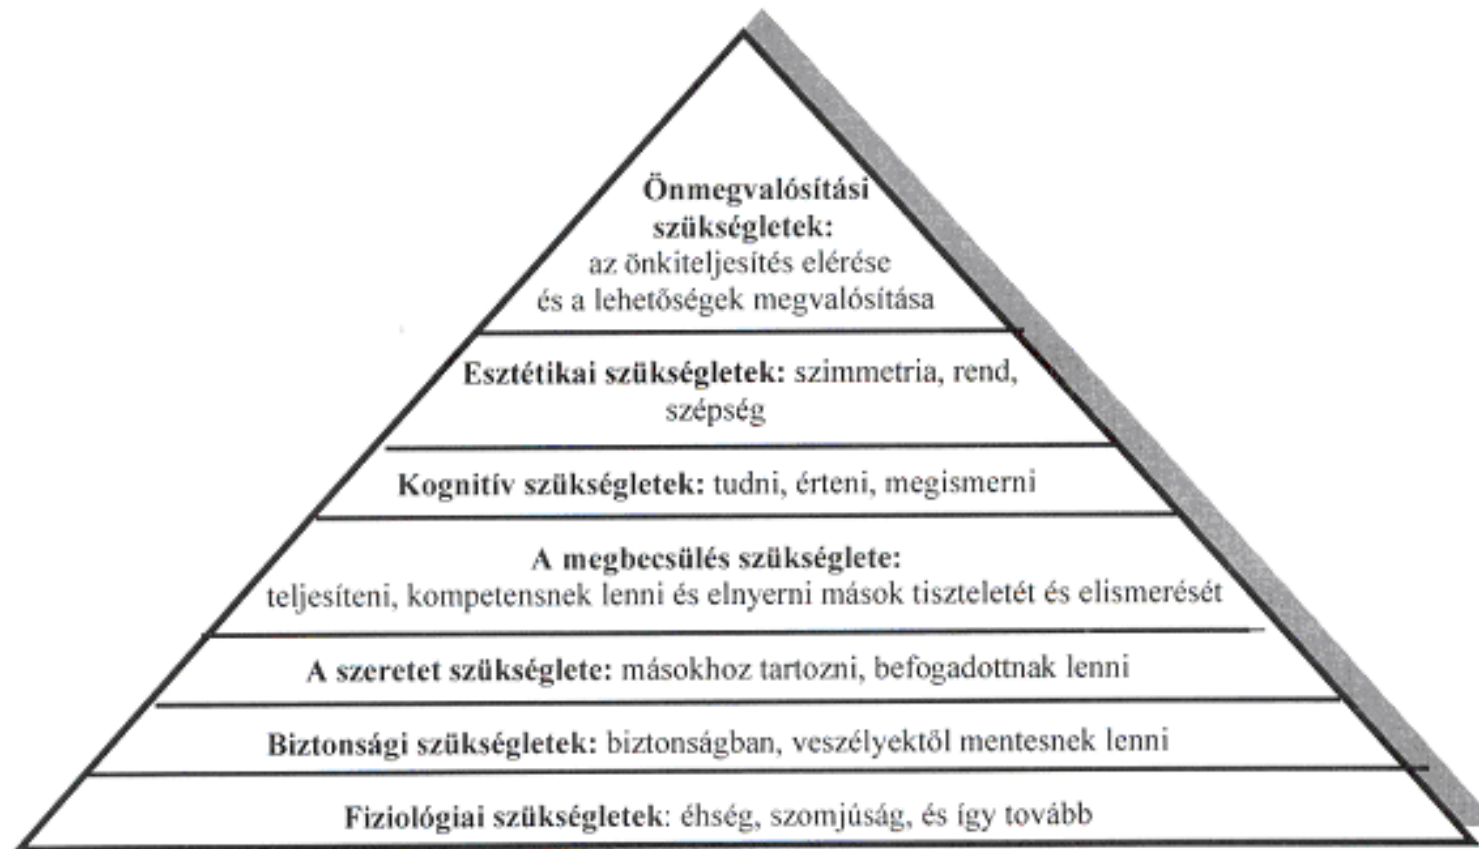 Önmegvalósítási
szükségletek:
az önkiteljesítés elérése
és a lehetőségek megvalósítása
Esztétikai szükségletek: szimmetria, rend,
szépség
Kognitív szükségletek: tudni, érteni, megismerni
A megbecsülés szükséglete:
teljesíteni, kompetensnek lenni és elnyerni mások tiszteletét és elismerését
A szeretet szükséglete: másokhoz tartozni, befogadottnak lenni
Biztonsági szükségletek: biztonságban, veszélyektől mentesnek lenni
Fiziológiai szükségletek: éhség, szomjúság, és így tovább